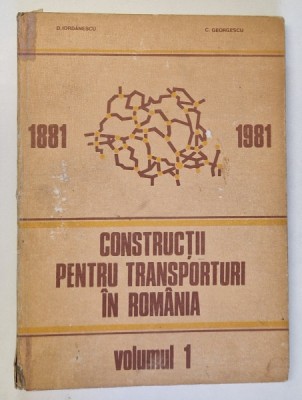 D. IORDĂNESCU C. GEORGESCU
1881 1981
CONSTRUCȚII
PENTRU TRANSPORTURI
ÎN ROMÂNIA
volumul 1